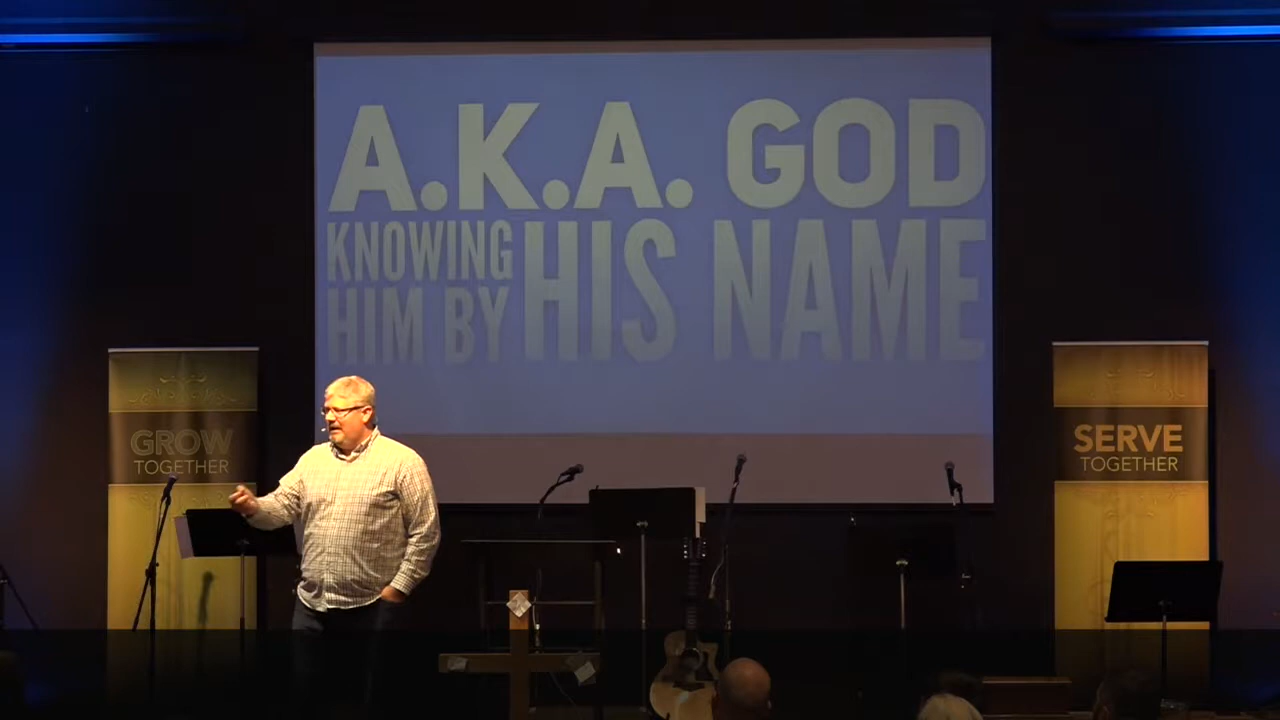 A.K.A. GOD
KNOWING
HIM BY
HIS NAME
GROW
TOGETHER
SERVE
TOGETHER